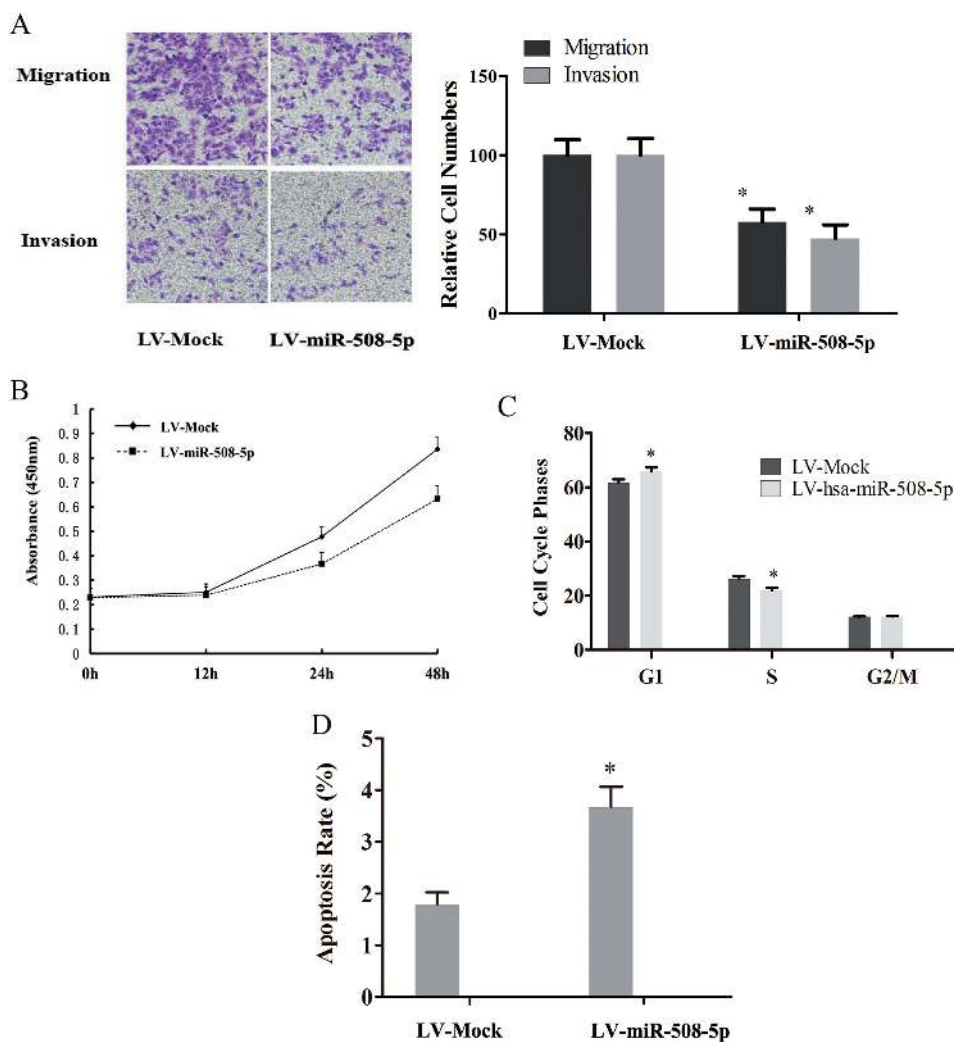 A
Migration
Invasion
LV-Mock
LV-miR-508-5p
Migration
Invasion
Relative Cell Numebers
150
100
50
0
*
*
LV-Mock
LV-miR-508-5p
B
LV-Mock
LV-miR-508-5p
Absorbance (450nm)
1
0.9
0.8
0.7
0.6
0.5
0.4
0.3
0.2
0.1
0
0h
12h
24h
48h
C
LV-Mock
LV-hsa-miR-508-5p
Cell Cycle Phases
80
60
40
20
0
*
*
G1
S
G2/M
D
Apoptosis Rate (%)
5
4
3
2
1
0
*
LV-Mock
LV-miR-508-5p